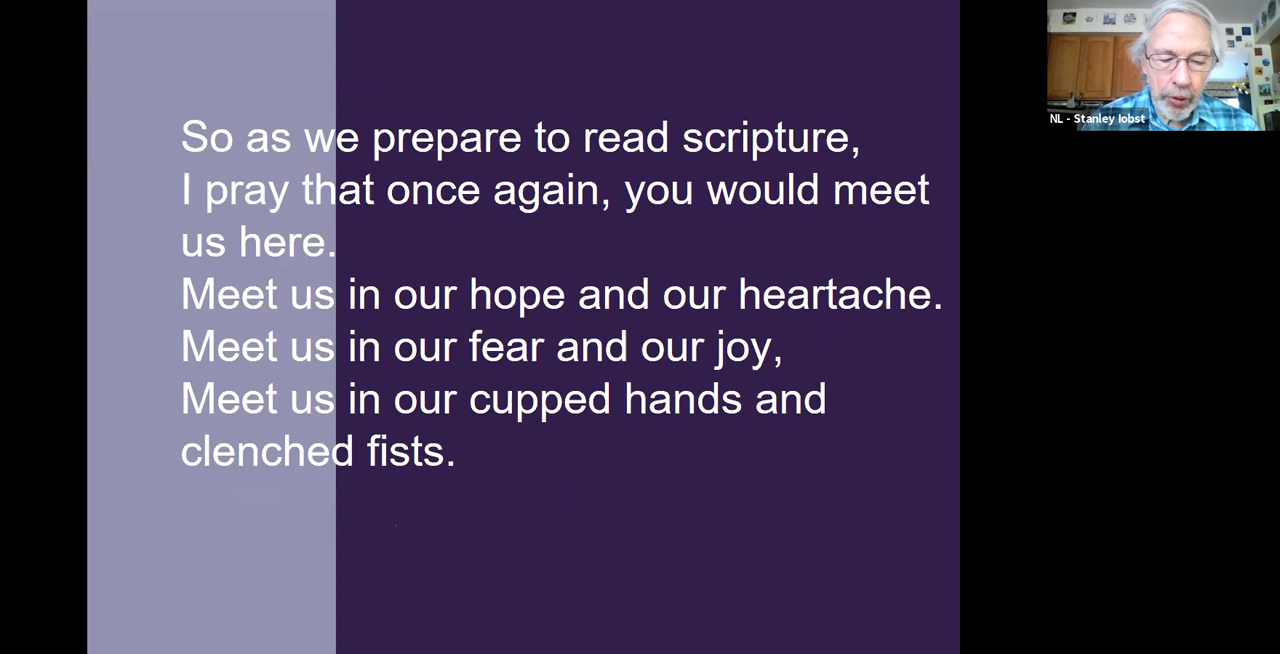 So as we prepare to read scripture,
I pray that once again, you would meet
us here.
Meet us in our hope and our heartache.
Meet us in our fear and our joy,
Meet us in our cupped hands and
clenched fists.
NL - Stanley Iobst